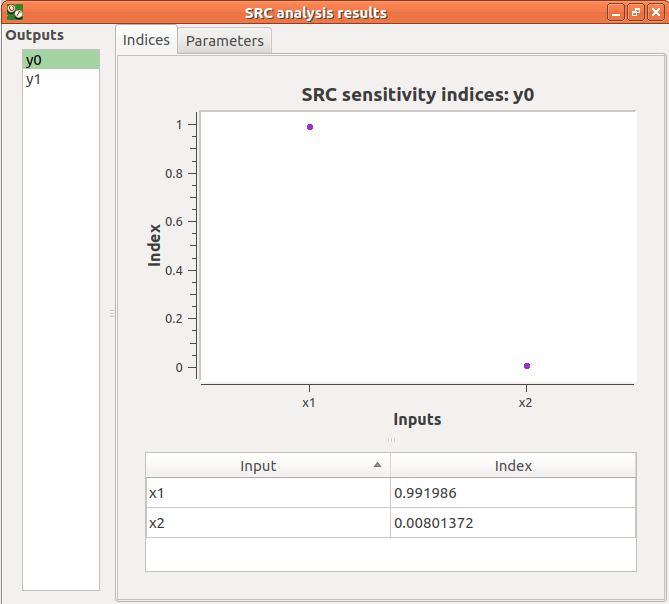 SRC analysis results
Outputs
y0
y1
Indices
Parameters
SRC sensitivity indices: y0
1
0.8
0.6
0.4
0.2
0
Index
x1
x2
Inputs
Input Index
x1 0.991986
x2 0.00801372